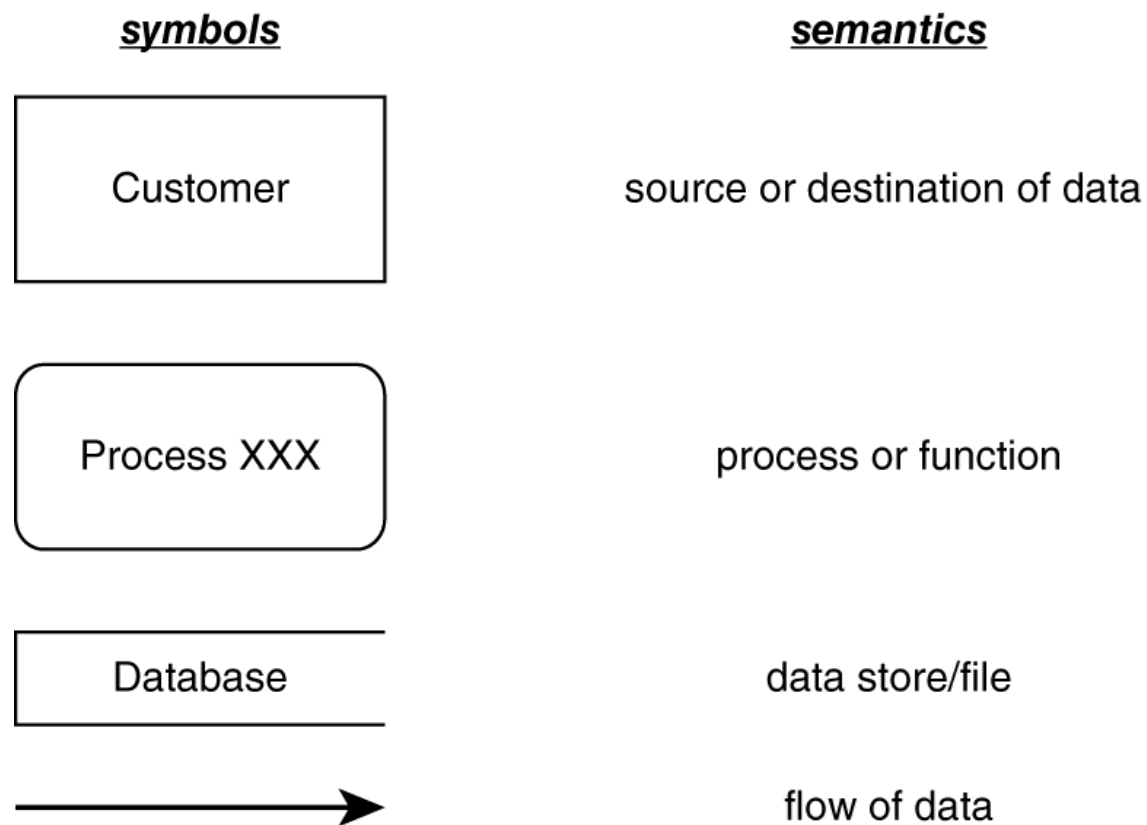 symbols
semantics
Customer
source or destination of data
Process XXX
process or function
Database
data store/file
flow of data